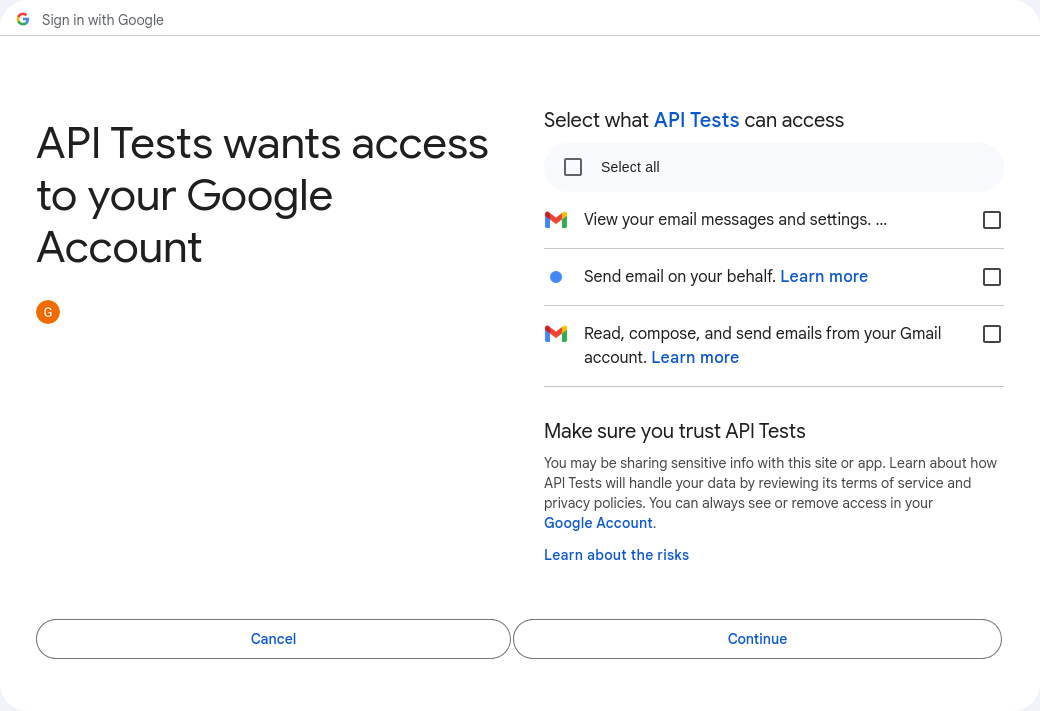 Sign in with Google
API Tests wants access
to your Google
Account
G
Select what API Tests can access
Select all
View your email messages and settings. ...
Send email on your behalf. Learn more
Read, compose, and send emails from your Gmail
account. Learn more
Make sure you trust API Tests
You may be sharing sensitive info with this site or app. Learn about how
API Tests will handle your data by reviewing its terms of service and
privacy policies. You can always see or remove access in your
Google Account.
Learn about the risks
Cancel
Continue